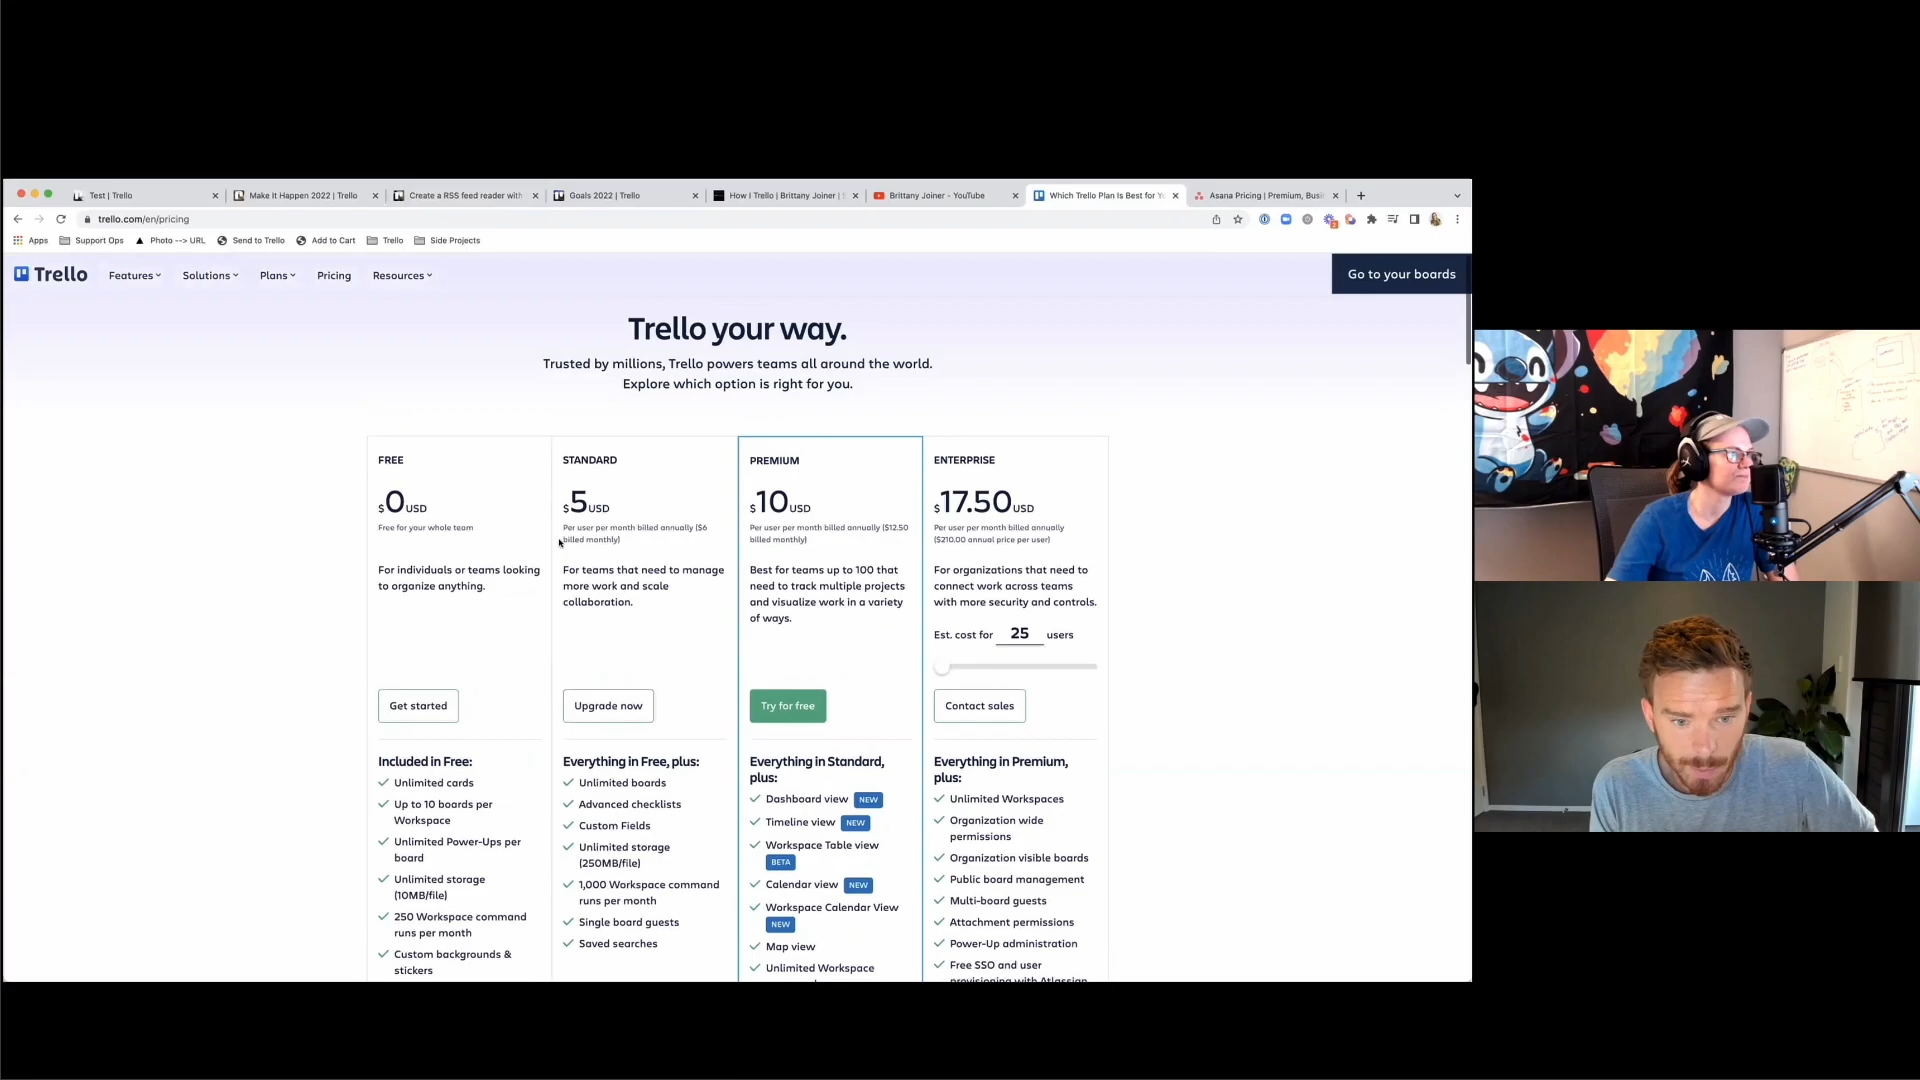 Test | Trello
Make It Happen 2022 | Trello
Create a RSS feed reader with
Goals 2022 | Trello
How I Trello | Brittany Joiner |
Brittany Joiner - YouTube
Which Trello Plan Is Best for Y
Asana Pricing | Premium, Busi
trello.com/en/pricing
Apps
Support Ops
Photo --> URL
Send to Trello
Add to Cart
Trello
Side Projects
Trello
Features
Solutions
Plans
Pricing
Resources
Go to your boards
Trello your way.
Trusted by millions, Trello powers teams all around the world.
Explore which option is right for you.
FREE
$0USD
Free for your whole team
For individuals or teams looking
to organize anything.
Get started
Included in Free:
Unlimited cards
Up to 10 boards per
Workspace
Unlimited Power-Ups per
board
Unlimited storage
(10MB/file)
250 Workspace command
runs per month
Custom backgrounds &
stickers
STANDARD
$5USD
Per user per month billed annually ($6
billed monthly)
For teams that need to manage
more work and scale
collaboration.
Upgrade now
Everything in Free, plus:
Unlimited boards
Advanced checklists
Custom Fields
Unlimited storage
(250MB/file)
1,000 Workspace command
runs per month
Single board guests
Saved searches
PREMIUM
$10USD
Per user per month billed annually ($12.50
billed monthly)
Best for teams up to 100 that
need to track multiple projects
and visualize work in a variety
of ways.
Try for free
Everything in Standard,
plus:
Dashboard view NEW
Timeline view NEW
Workspace Table view
BETA
Calendar view NEW
Workspace Calendar View
NEW
Map view
Unlimited Workspace
ENTERPRISE
$17.50USD
Per user per month billed annually
($210.00 annual price per user)
For organizations that need to
connect work across teams
with more security and controls.
Est. cost for 25 users
Contact sales
Everything in Premium,
plus:
Unlimited Workspaces
Organization wide
permissions
Organization visible boards
Public board management
Multi-board guests
Attachment permissions
Power-Up administration
Free SSO and user
provisioning with Atlassian